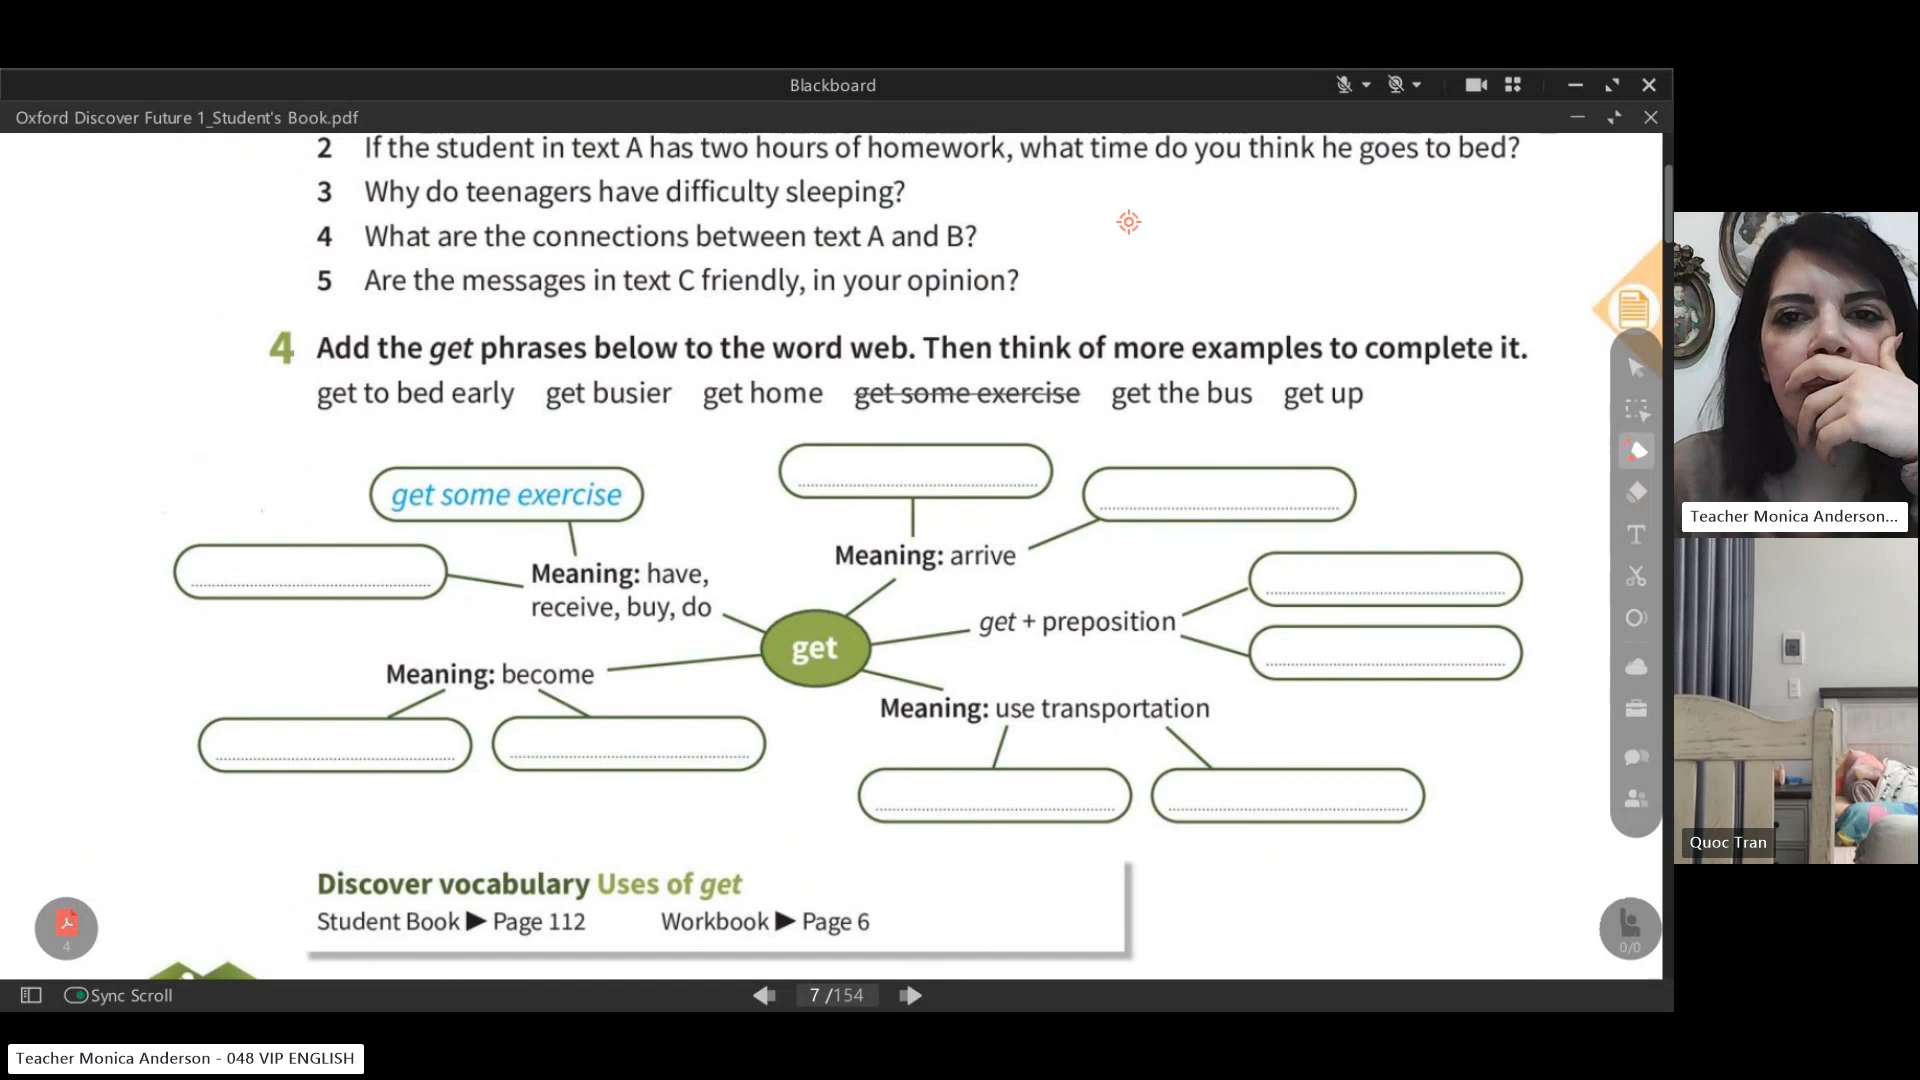 Blackboard
Oxford Discover Future 1_Student's Book.pdf
2 If the student in text A has two hours of homework, what time do you think he goes to bed?
3 Why do teenagers have difficulty sleeping?
4 What are the connections between text A and B?
5 Are the messages in text C friendly, in your opinion?
4 Add the get phrases below to the word web. Then think of more examples to complete it.
get to bed early get busier get home get some exercise get the bus get up
get some exercise
Meaning: arrive
Meaning: have,
receive, buy, do
get + preposition
get
Meaning: become
Meaning: use transportation
Discover vocabulary Uses of get
Student Book ▶ Page 112 Workbook ▶ Page 6
4
T
0/0
Sync Scroll
7 /154
Teacher Monica Anderson...
Quoc Tran
Teacher Monica Anderson - 048 VIP ENGLISH